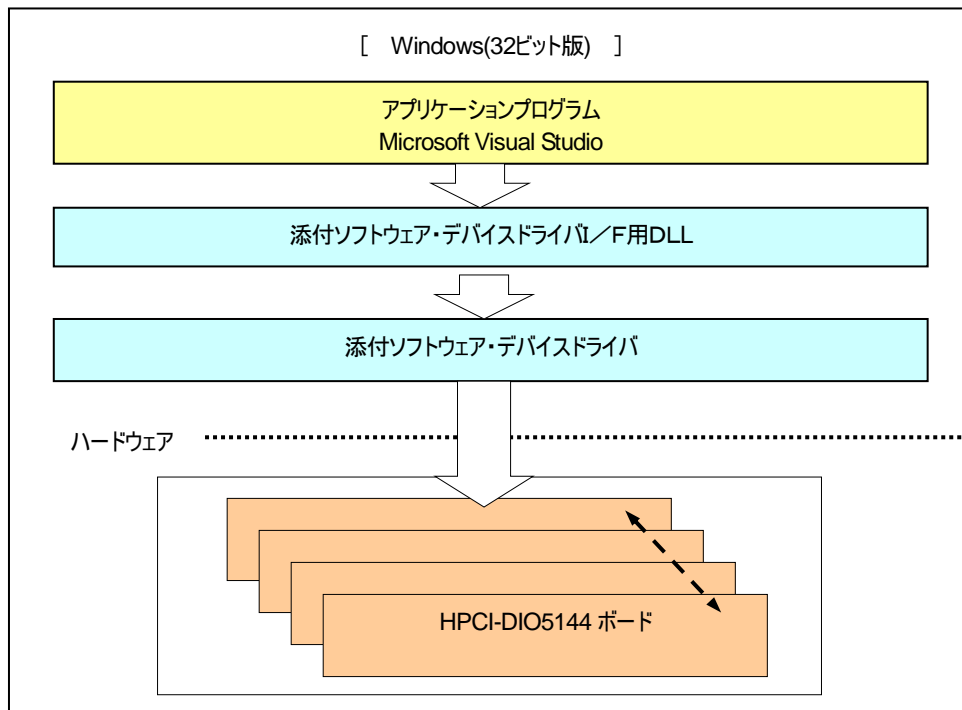 [ Windows(32ビット版) ]
アプリケーションプログラム
Microsoft Visual Studio
添付ソフトウェア・デバイスドライバI／F用DLL
添付ソフトウェア・デバイスドライバ
ハードウェア
HPCI-DIO5144 ボード